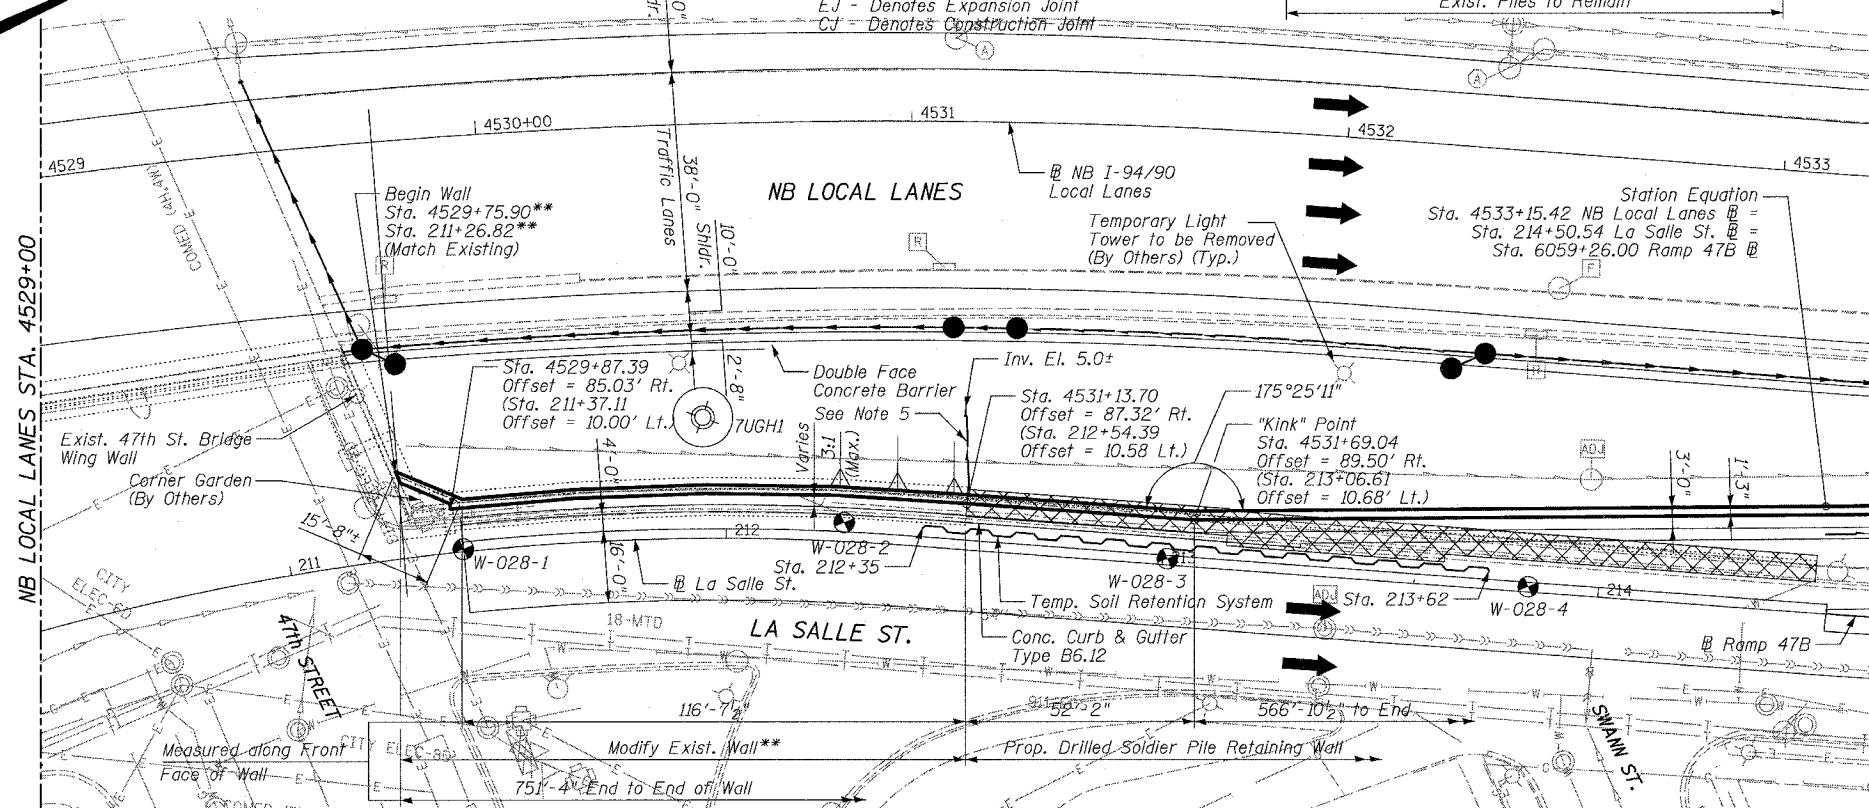 EJ - Denotes Expansion Joint
CJ - Denotes Construction Joint
Exist. Piles to Remain
A
A
4529
4530+00
4531
4532
4533
COMED (4H,4W)
Traffic Lanes
38'-0"
Shldr.
10'-0"
NB LOCAL LANES
℄ NB I-94/90
Local Lanes
Begin Wall
Sta. 4529+75.90**
Sta. 211+26.82**
(Match Existing)
R
R
Temporary Light
Tower to be Removed
(By Others) (Typ.)
Station Equation
Sta. 4533+15.42 NB Local Lanes ℄ =
Sta. 214+50.54 La Salle St. ℄ =
Sta. 6059+26.00 Ramp 47B ℄
F
NB LOCAL LANES STA. 4529+00
Sta. 4529+87.39
Offset = 85.03' Rt.
(Sta. 211+37.11
Offset = 10.00' Lt.)
2'-8"
7UGH1
Double Face
Concrete Barrier
See Note 5
Inv. El. 5.0±
Sta. 4531+13.70
Offset = 87.32' Rt.
(Sta. 212+54.39
Offset = 10.58 Lt.)
175°25'11"
"Kink" Point
Sta. 4531+69.04
Offset = 89.50' Rt.
(Sta. 213+06.61
Offset = 10.68' Lt.)
ADJ
3'-0"
1'-3"
Exist. 47th St. Bridge
Wing Wall
Corner Garden
(By Others)
4'-0"
Varies
3:1
(Max.)
15'-8"±
211
212
214
W-028-1
W-028-2
W-028-3
W-028-4
16'-0"
℄ La Salle St.
Sta. 212+35
Temp. Soil Retention System
ADJ
Sta. 213+62
CITY
ELEC-6D
18-MTD
LA SALLE ST.
Conc. Curb & Gutter
Type B6.12
℄ Ramp 47B
47th STREET
SWANN ST.
116'-7½"
52'-2"
566'-10½" to End
Measured along Front
Face of Wall
Modify Exist. Wall**
Prop. Drilled Soldier Pile Retaining Wall
751'-4" End to End of Wall